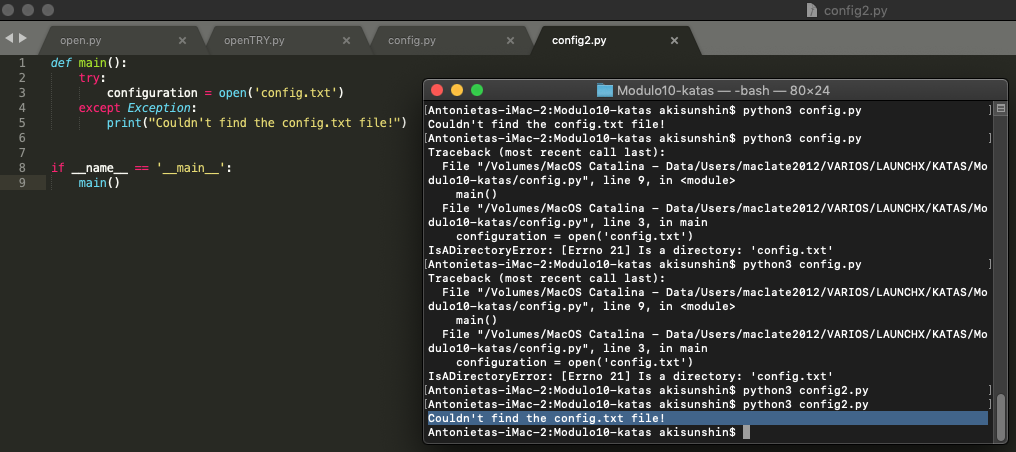 config2.py
open.py × openTRY.py × config.py × config2.py ×
1 def main():
2 try:
3 configuration = open('config.txt')
4 except Exception:
5 print("Couldn't find the config.txt file!")
6
7
8 if __name__ == '__main__':
9 main()
Modulo10-katas — -bash — 80×24
[Antonietas-iMac-2:Modulo10-katas akisunshin$ python3 config.py ]
Couldn't find the config.txt file!
[Antonietas-iMac-2:Modulo10-katas akisunshin$ python3 config.py ]
Traceback (most recent call last):
File "/Volumes/MacOS Catalina - Data/Users/maclate2012/VARIOS/LAUNCHX/KATAS/Mo
dulo10-katas/config.py", line 9, in <module>
main()
File "/Volumes/MacOS Catalina - Data/Users/maclate2012/VARIOS/LAUNCHX/KATAS/Mo
dulo10-katas/config.py", line 3, in main
configuration = open('config.txt')
IsADirectoryError: [Errno 21] Is a directory: 'config.txt'
[Antonietas-iMac-2:Modulo10-katas akisunshin$ python3 config.py ]
Traceback (most recent call last):
File "/Volumes/MacOS Catalina - Data/Users/maclate2012/VARIOS/LAUNCHX/KATAS/Mo
dulo10-katas/config.py", line 9, in <module>
main()
File "/Volumes/MacOS Catalina - Data/Users/maclate2012/VARIOS/LAUNCHX/KATAS/Mo
dulo10-katas/config.py", line 3, in main
configuration = open('config.txt')
IsADirectoryError: [Errno 21] Is a directory: 'config.txt'
[Antonietas-iMac-2:Modulo10-katas akisunshin$ python3 config2.py ]
[Antonietas-iMac-2:Modulo10-katas akisunshin$ python3 config2.py ]
Couldn't find the config.txt file!
Antonietas-iMac-2:Modulo10-katas akisunshin$